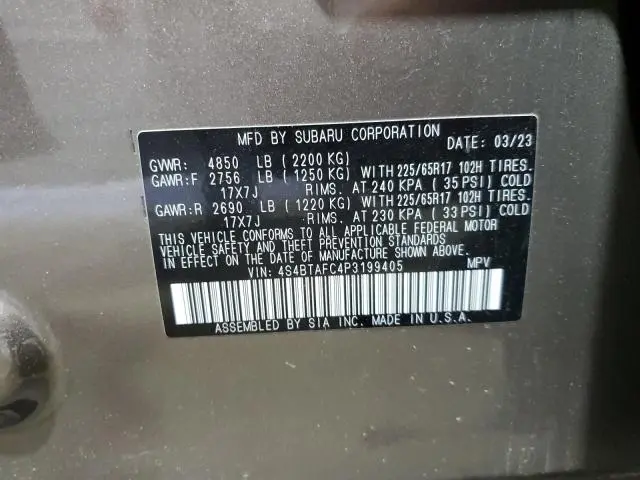 MFD BY SUBARU CORPORATION DATE: 03/23
GVWR: 4850 LB (2200 KG)
GAWR:F 2756 LB (1250 KG) WITH 225/65R17 102H TIRES.
17X7J RIMS. AT 240 KPA (35 PSI) COLD
GAWR:R 2690 LB (1220 KG) WITH 225/65R17 102H TIRES.
17X7J RIMS. AT 230 KPA (33 PSI) COLD
THIS VEHICLE CONFORMS TO ALL APPLICABLE FEDERAL MOTOR
VEHICLE SAFETY AND THEFT PREVENTION STANDARDS
IN EFFECT ON THE DATE OF MANUFACTURE SHOWN ABOVE.
VIN: 4S4BTAFC4P3199405 MPV
ASSEMBLED BY SIA INC. MADE IN U.S.A.